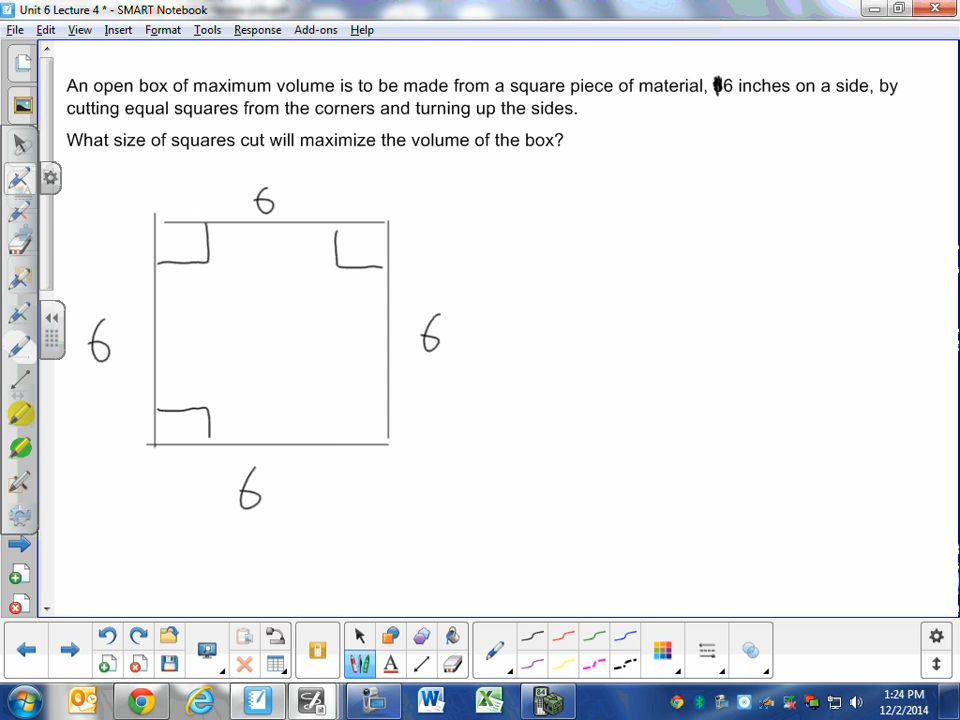 Unit 6 Lecture 4 * - SMART Notebook
File Edit View Insert Format Tools Response Add-ons Help
An open box of maximum volume is to be made from a square piece of material, 6 inches on a side, by
cutting equal squares from the corners and turning up the sides.
What size of squares cut will maximize the volume of the box?
6
6
6
6
A
1:24 PM
12/2/2014